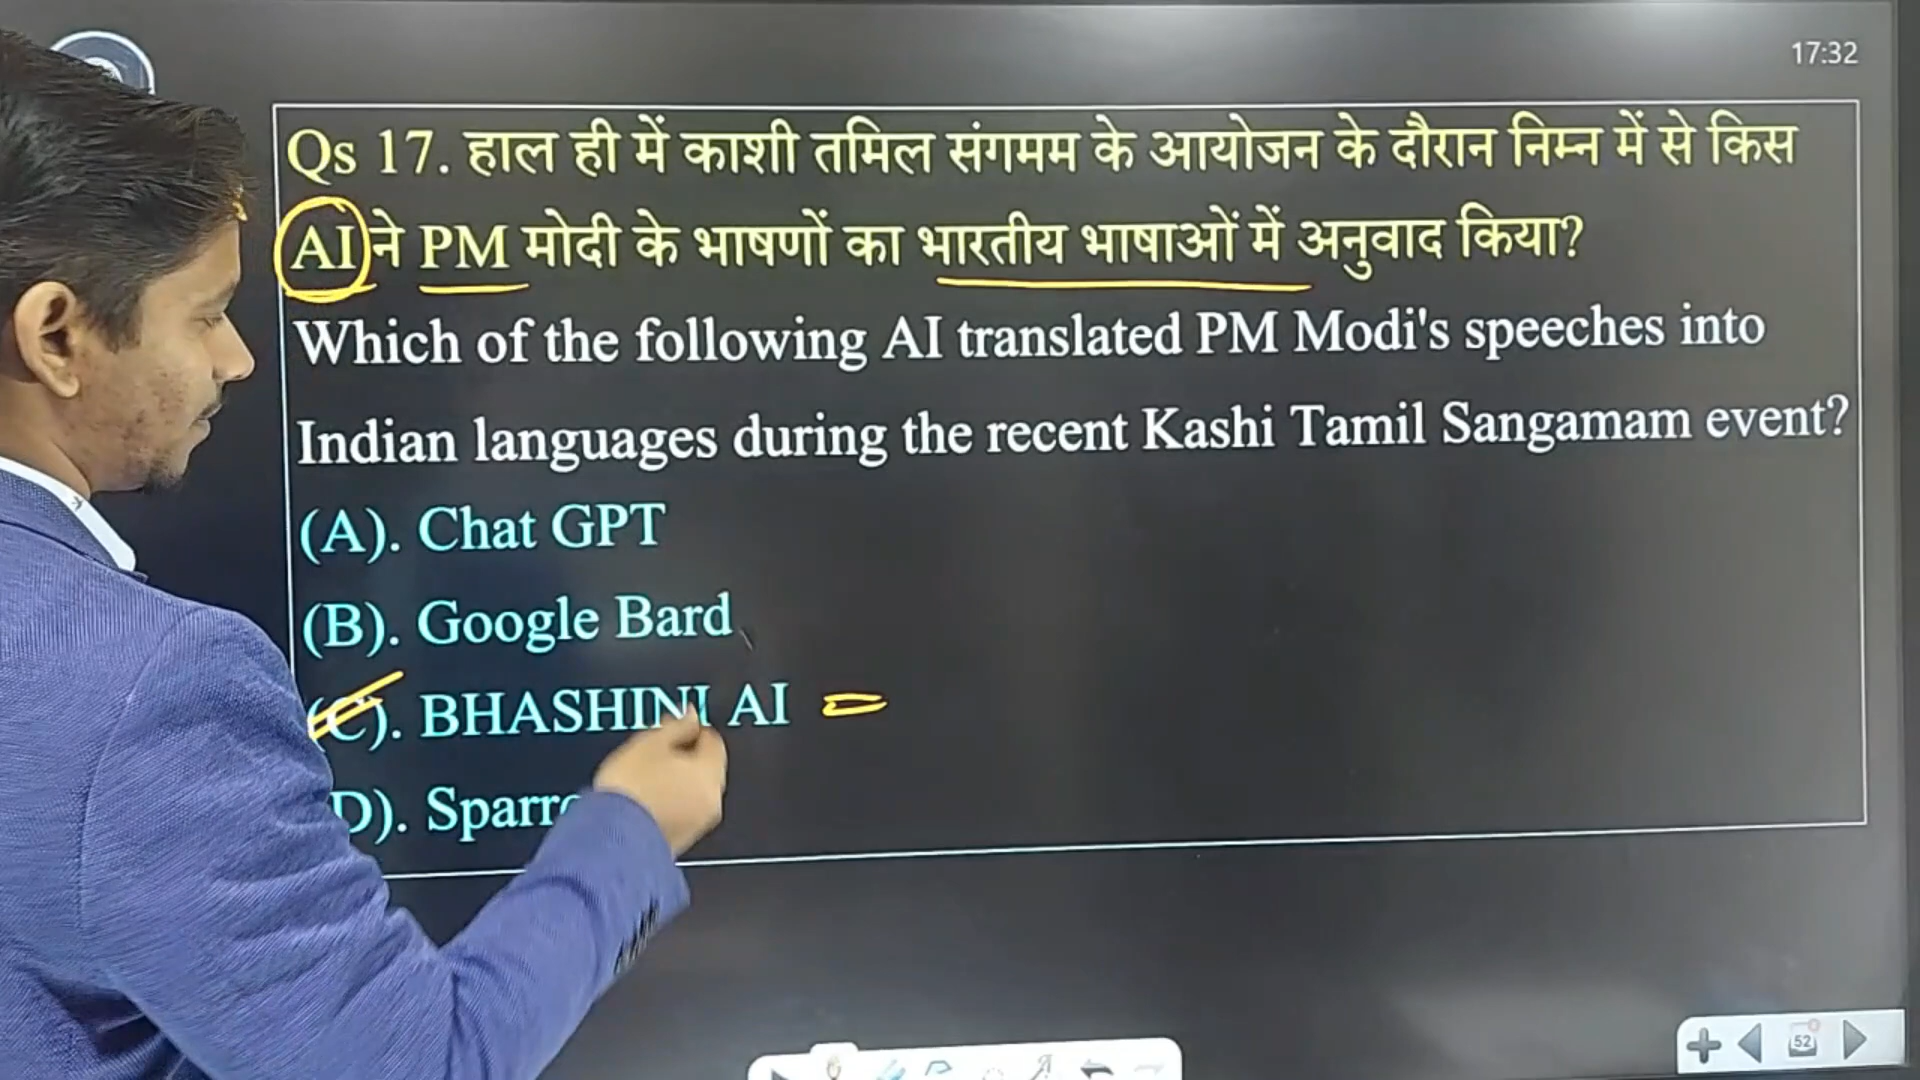 17:32
Qs 17. हाल ही में काशी तमिल संगमम के आयोजन के दौरान निम्न में से किस
AI ने PM मोदी के भाषणों का भारतीय भाषाओं में अनुवाद किया?
Which of the following AI translated PM Modi's speeches into
Indian languages during the recent Kashi Tamil Sangamam event?
(A). Chat GPT
(B). Google Bard
(C). BHASHINI AI
D).
52